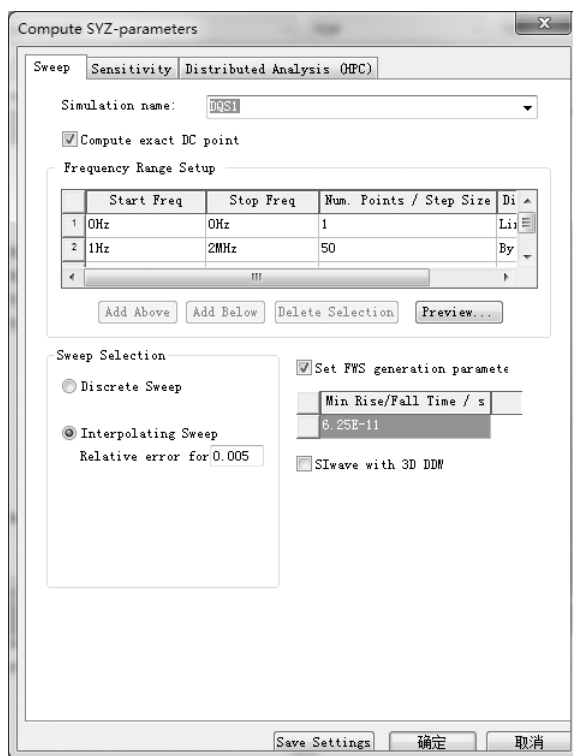 Compute SYZ-parameters
Sweep Sensitivity Distributed Analysis (HPC)
Simulation name: DQS1
Compute exact DC point
Frequency Range Setup
Start Freq Stop Freq Num. Points / Step Size Di
1 0Hz 0Hz 1 Li
2 1Hz 2MHz 50 By
Add Above Add Below Delete Selection Preview...
Sweep Selection
Discrete Sweep
Interpolating Sweep
Relative error for 0.005
Set FWS generation paramete
Min Rise/Fall Time / s
6.25E-11
SIwave with 3D DDM
Save Settings 确定 取消